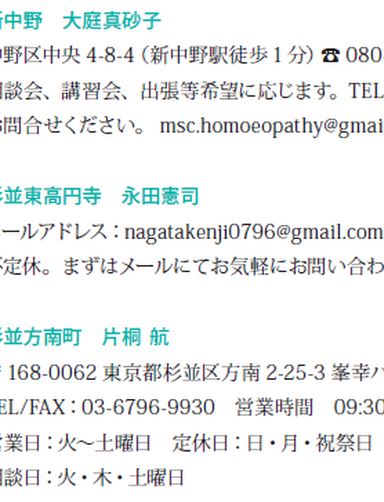 新中野　大庭真砂子
中野区中央 4-8-4（新中野駅徒歩 1 分）☎ 080
相談会、講習会、出張等希望に応じます。TEL
お問合せください。 msc.homoeopathy@gmai
杉並東高円寺　永田憲司
メールアドレス：nagatakenji0796@gmail.com
不定休。まずはメールにてお気軽にお問い合わ
杉並方南町　片桐 航
〒 168-0062 東京都杉並区方南 2-25-3 峯幸ハ
TEL/FAX：03-6796-9930　営業時間　09:30
営業日：火〜土曜日　定休日：日・月・祝祭日
相談日：火・木・土曜日